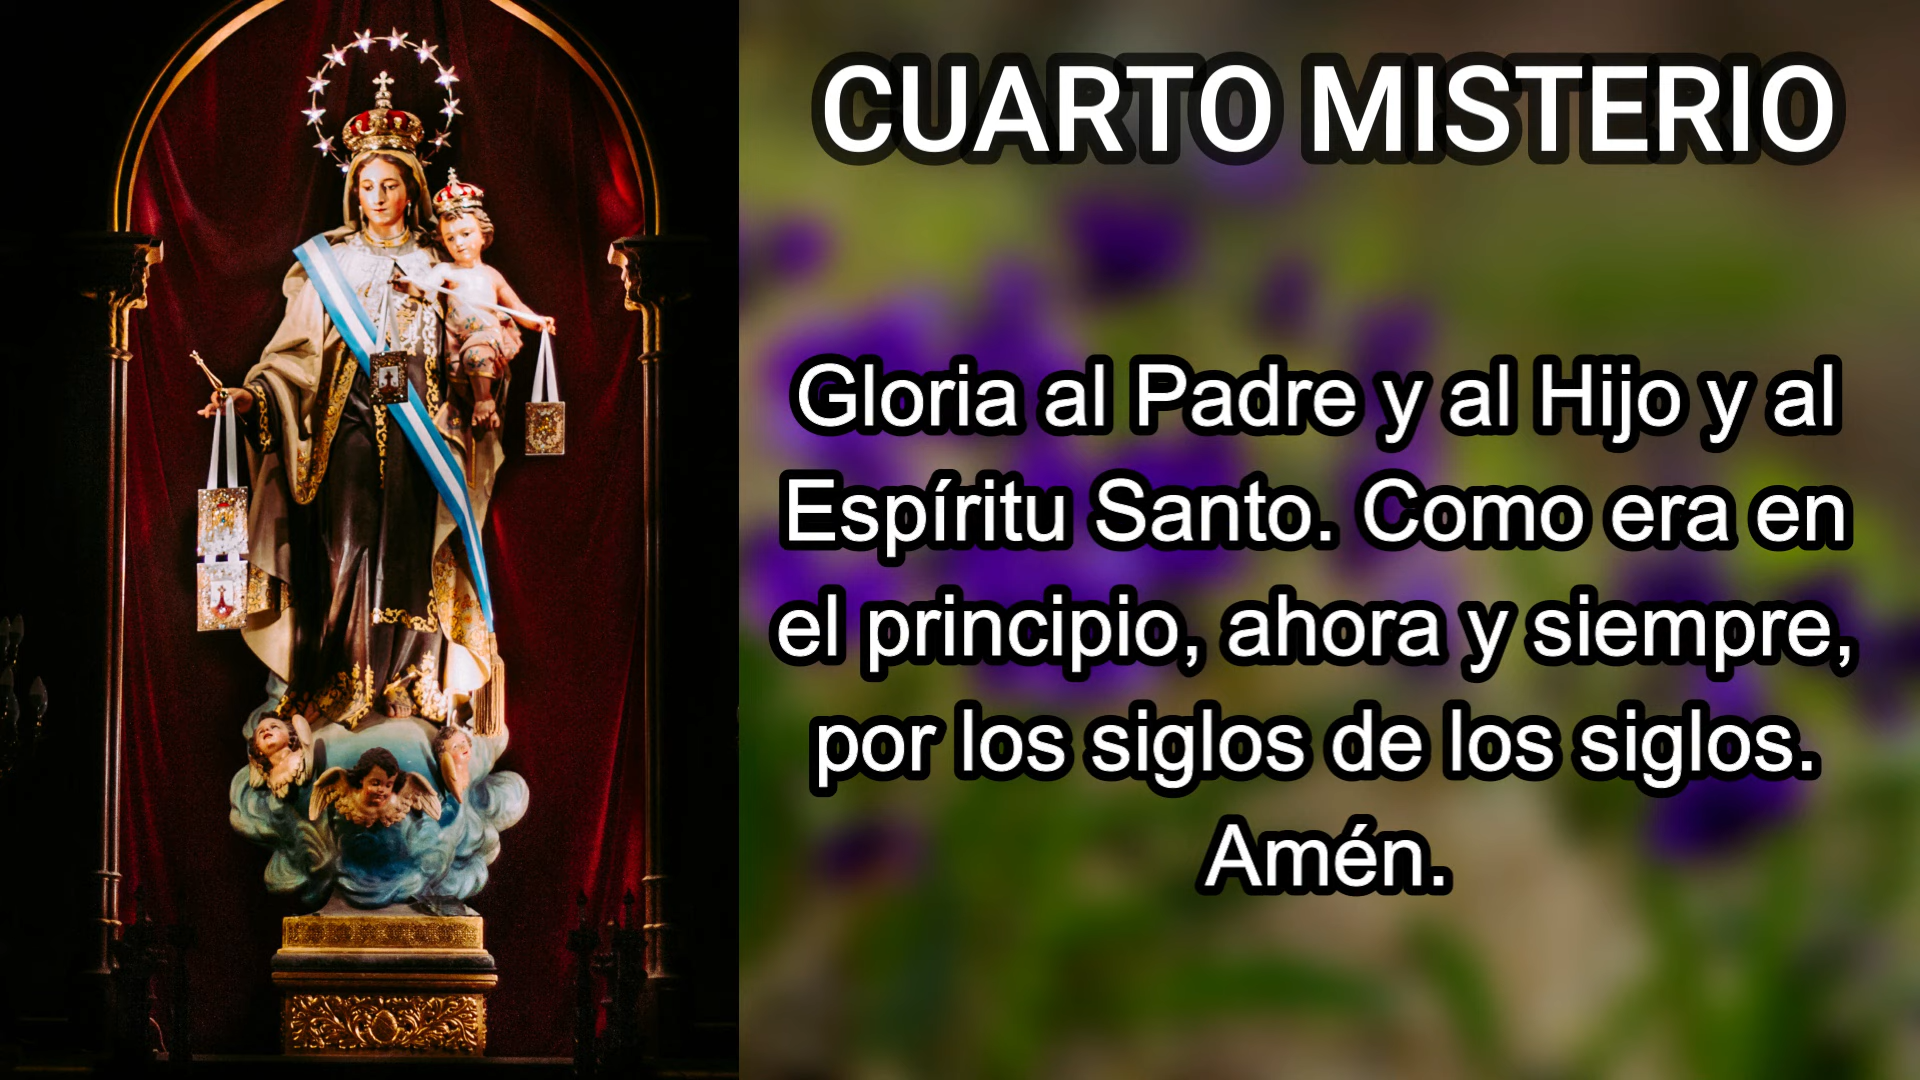 CUARTO MISTERIO
Gloria al Padre y al Hijo y al
Espíritu Santo. Como era en
el principio, ahora y siempre,
por los siglos de los siglos.
Amén.